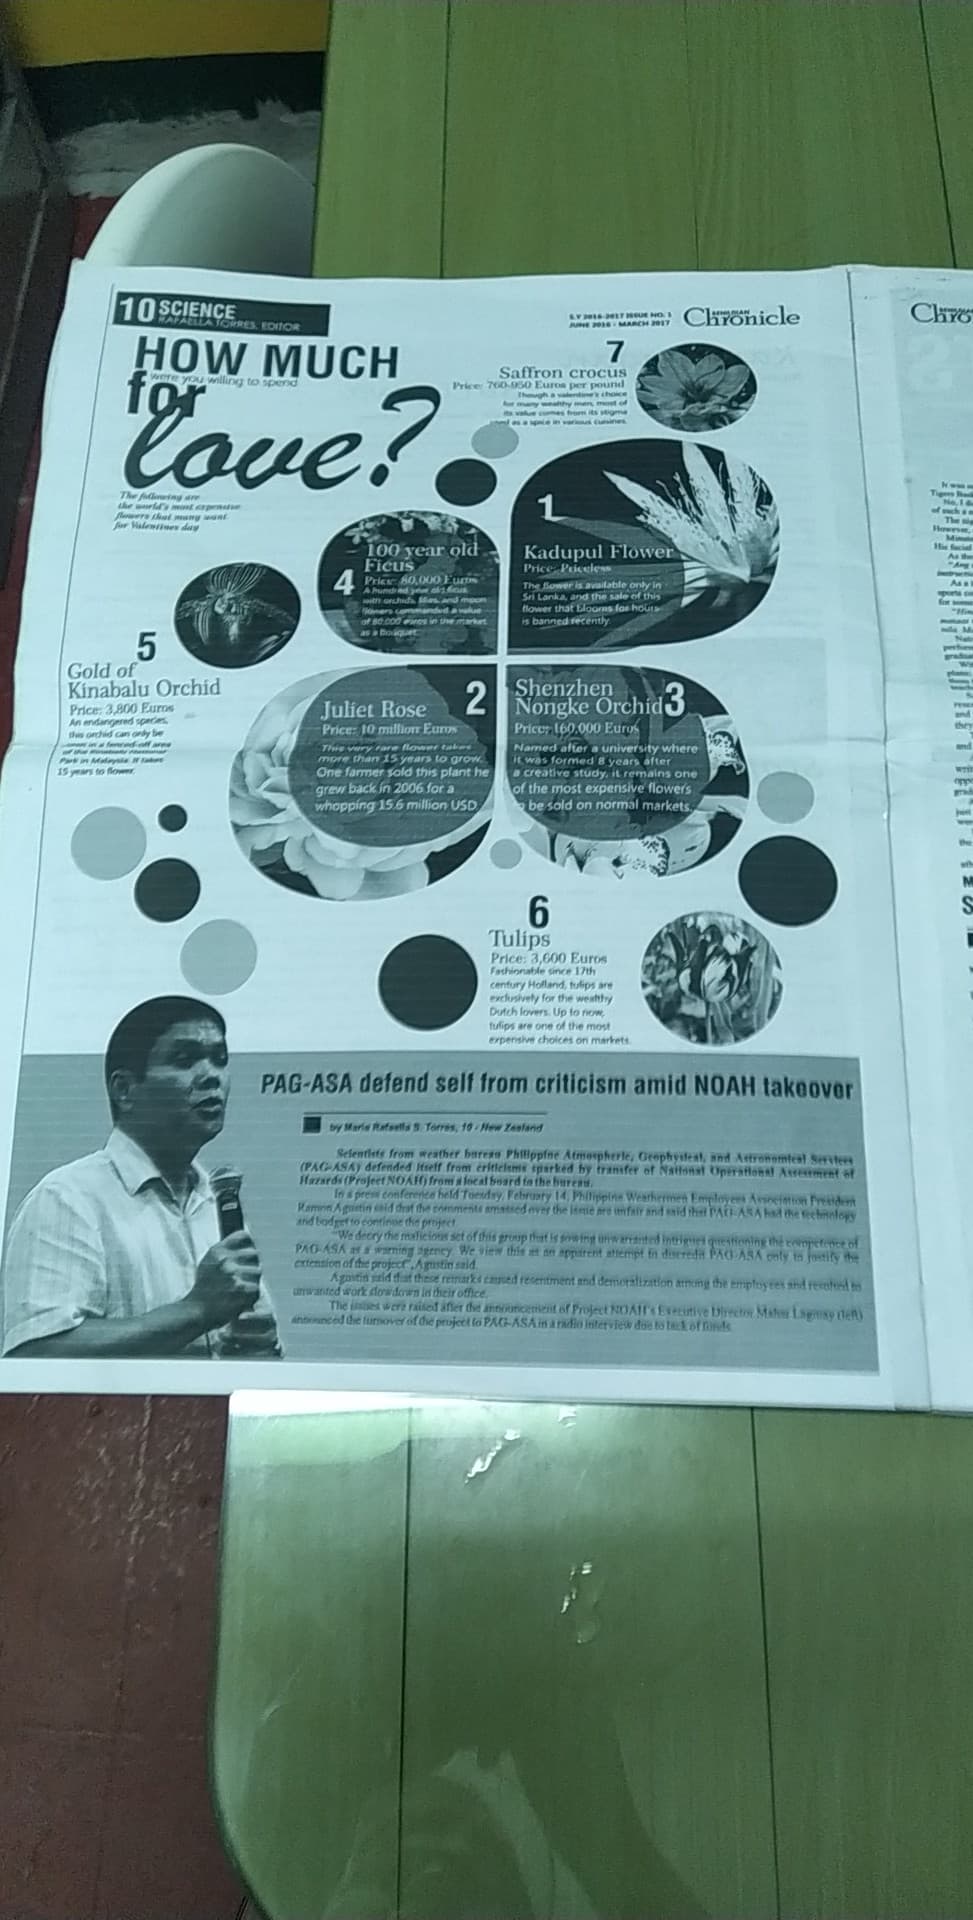 10 SCIENCE
RAFAELLA TORRES, EDITOR
S.Y 2016-2017 ISSUE NO. 1
JUNE 2016 - MARCH 2017
Chronicle
HOW MUCH
were you willing to spend
for
love?
The following are
the world's most expensive
flowers that many want
for Valentines day
7
Saffron crocus
Price: 760-950 Euros per pound
Though a valentine's choice
for many wealthy men, most of
its value comes from its stigma
used as a spice in various cuisines.
1
Kadupul Flower
Price: Priceless
The flower is available only in
Sri Lanka, and the sale of this
flower that blooms for hours
is banned recently.
4
100 year old
Ficus
Price: 80,000 Euros
A hundred year old ficus
with orchids, lilies, and moon
flowers commanded a value
of 80,000 euros in the market
as a bouquet.
5
Gold of
Kinabalu Orchid
Price: 3,800 Euros
An endangered species,
this orchid can only be
in a fenced-off area
of the Kinabalu
Park in Malaysia. It takes
15 years to flower.
2
Juliet Rose
Price: 10 million Euros
This very rare flower takes
more than 15 years to grow.
One farmer sold this plant he
grew back in 2006 for a
whopping 15.6 million USD
3
Shenzhen
Nongke Orchid
Price: 160,000 Euros
Named after a university where
it was formed 8 years after
a creative study, it remains one
of the most expensive flowers
to be sold on normal markets.
6
Tulips
Price: 3,600 Euros
Fashionable since 17th
century Holland, tulips are
exclusively for the wealthy
Dutch lovers. Up to now,
tulips are one of the most
expensive choices on markets.
PAG-ASA defend self from criticism amid NOAH takeover
by Maria Rafaella S. Torres, 10 - New Zealand
Scientists from weather bureau Philippine Atmospheric, Geophysical, and Astronomical Services
(PAG-ASA) defended itself from criticisms sparked by transfer of National Operational Assessment of
Hazards (Project NOAH) from a local board to the bureau.
In a press conference held Tuesday, February 14, Philippine Weathermen Employees Association President
Ramon Agustin said that the comments amassed over the issue are unfair and said that PAG-ASA had the technology
and budget to continue the project.
"We decry the malicious act of this group that is sowing unwarranted intrigues questioning the competence of
PAG-ASA as a warning agency. We view this as an apparent attempt to discredit PAG-ASA only to justify the
extension of the project", Agustin said.
Agustin said that these remarks caused resentment and demoralization among the employees and resulted to
unwanted work slowdown in their office.
The issues were raised after the announcement of Project NOAH's Executive Director Mahar Lagmay (left)
announced the turnover of the project to PAG-ASA in a radio interview due to lack of funds.
Chro